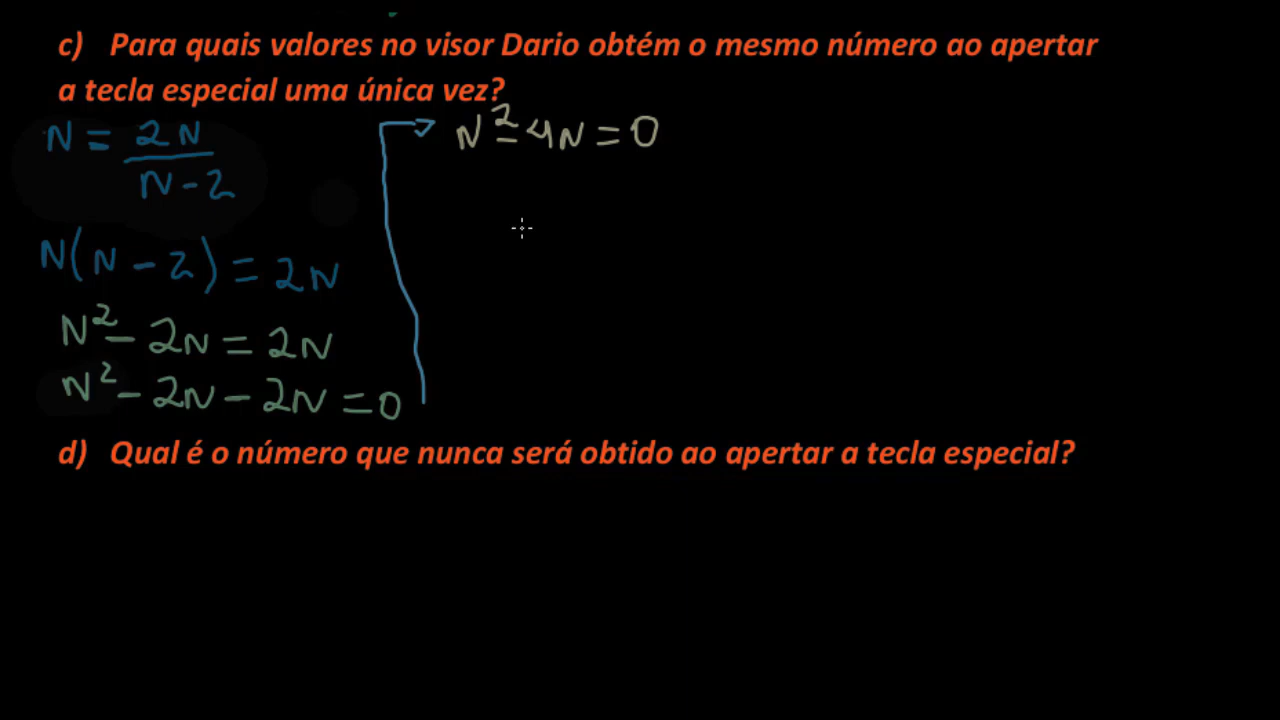 c) Para quais valores no visor Dario obtém o mesmo número ao apertar
a tecla especial uma única vez?
N = 2N / N - 2
N(N - 2) = 2N
N² - 2N = 2N
N² - 2N - 2N = 0
N² - 4N = 0
d) Qual é o número que nunca será obtido ao apertar a tecla especial?